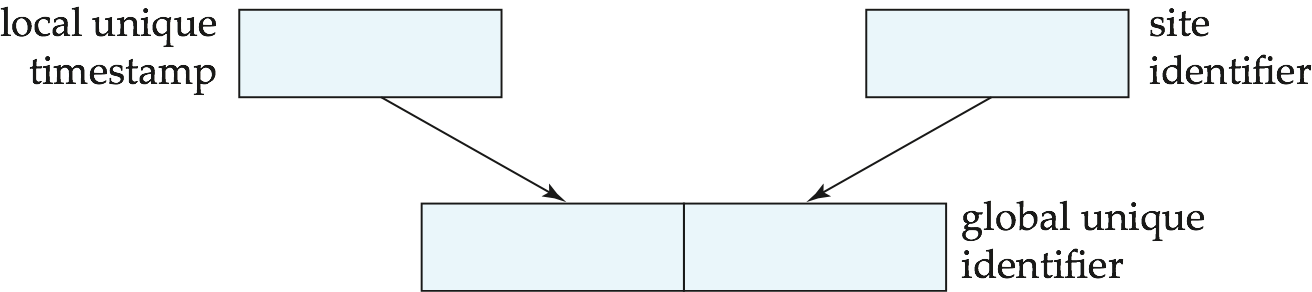 local unique
timestamp
site
identifier
global unique
identifier